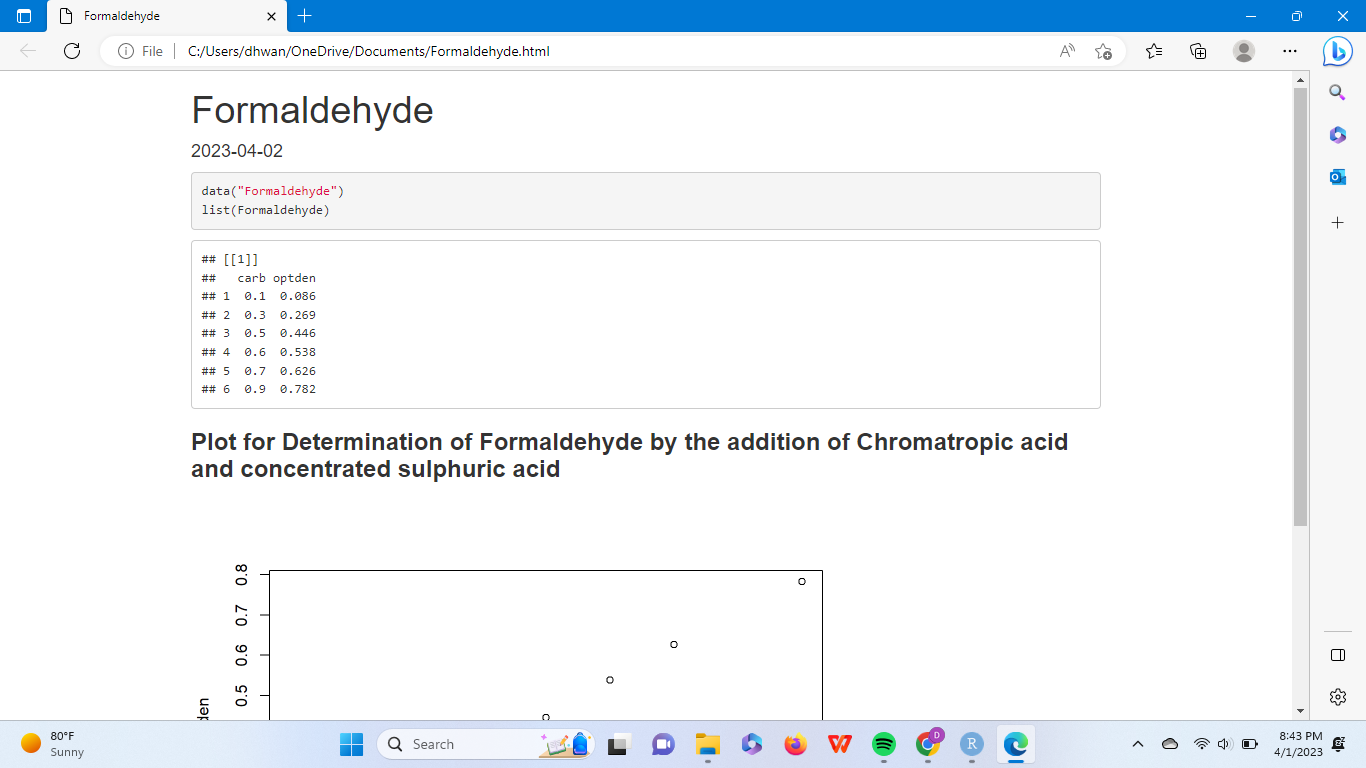 Formaldehyde
File
C:/Users/dhwan/OneDrive/Documents/Formaldehyde.html
Formaldehyde
2023-04-02
data("Formaldehyde")
list(Formaldehyde)
## [[1]]
##   carb optden
## 1  0.1  0.086
## 2  0.3  0.269
## 3  0.5  0.446
## 4  0.6  0.538
## 5  0.7  0.626
## 6  0.9  0.782
Plot for Determination of Formaldehyde by the addition of Chromatropic acid
and concentrated sulphuric acid
0.8
0.7
0.6
0.5
den
80°F
Sunny
Search
D
R
8:43 PM
4/1/2023